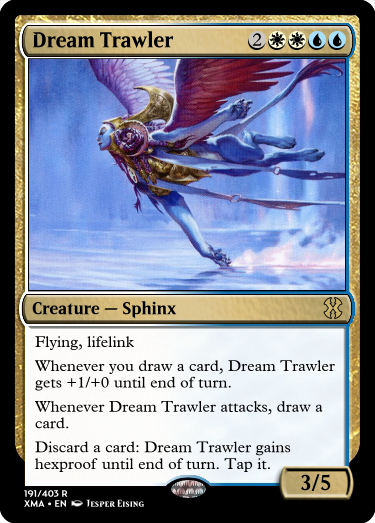 Dream Trawler 2
Creature — Sphinx
Flying, lifelink
Whenever you draw a card, Dream Trawler
gets +1/+0 until end of turn.
Whenever Dream Trawler attacks, draw a
card.
Discard a card: Dream Trawler gains
hexproof until end of turn. Tap it.
3/5
191/403 R
XMA • EN Jesper Eising